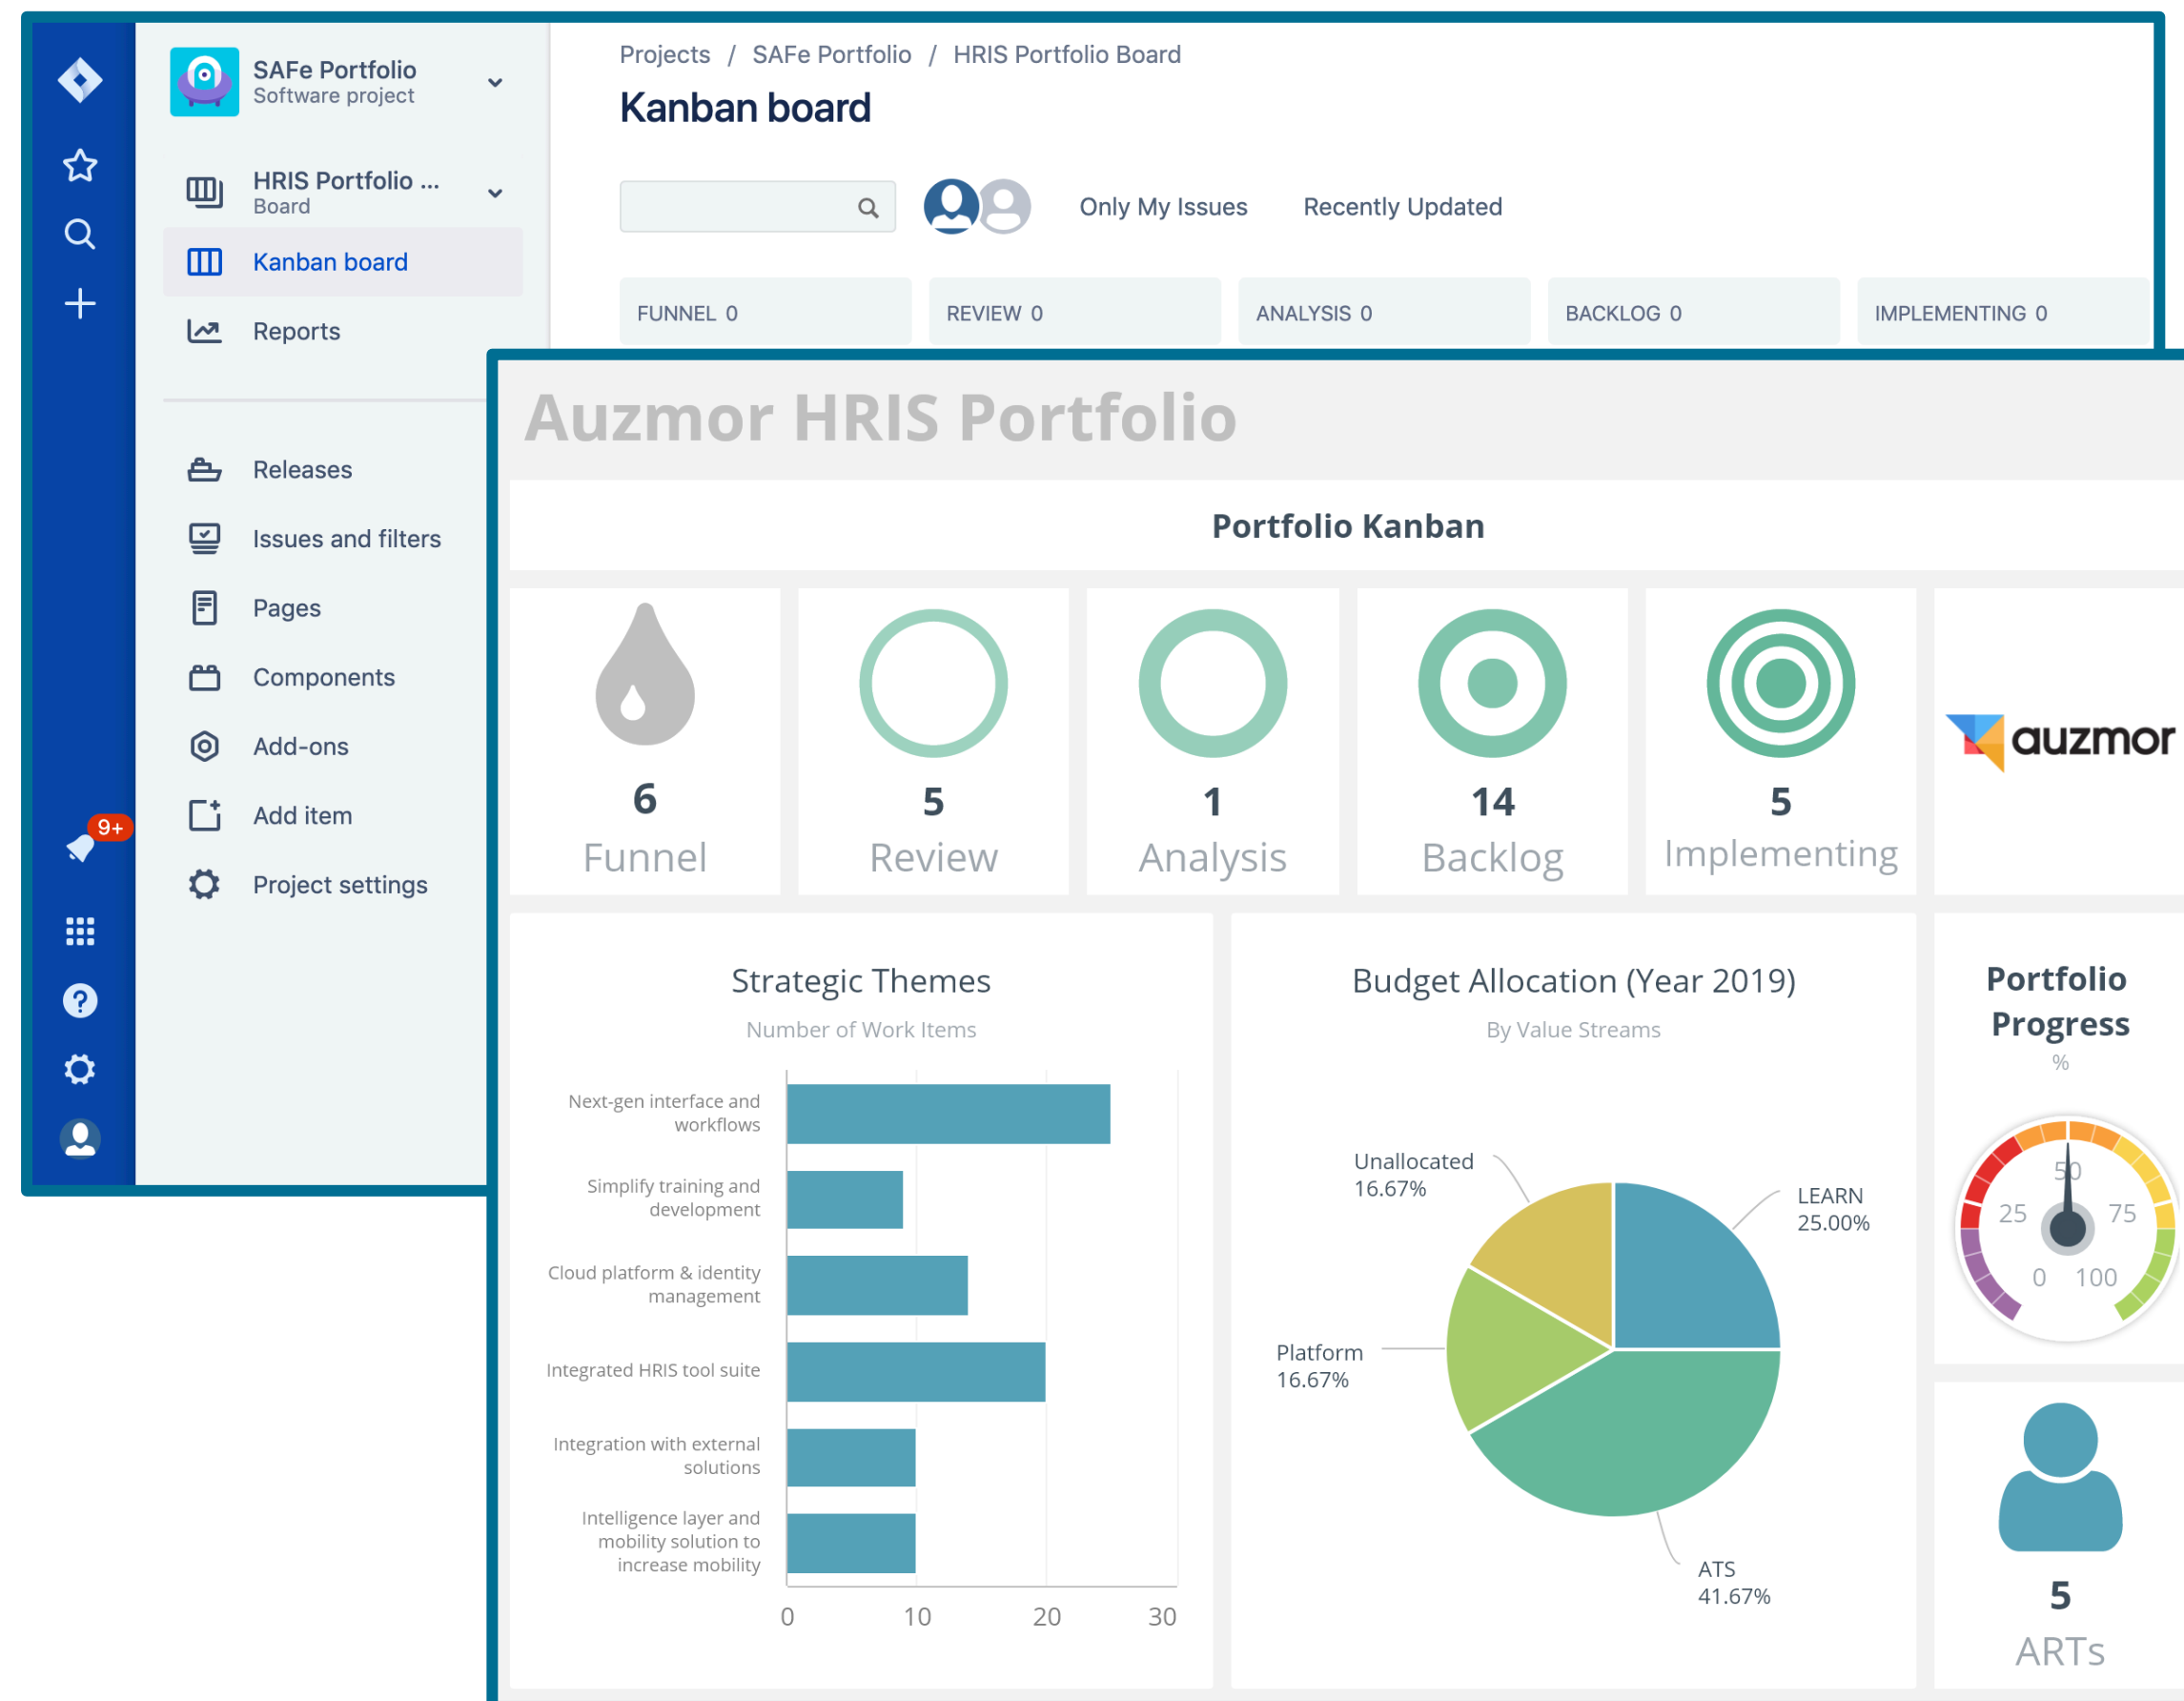 SAFe Portfolio
Software project
HRIS Portfolio ...
Board
Kanban board
Reports
Releases
Issues and filters
Pages
Components
Add-ons
Add item
Project settings
9+
?
Projects / SAFe Portfolio / HRIS Portfolio Board
Kanban board
Only My Issues
Recently Updated
FUNNEL 0
REVIEW 0
ANALYSIS 0
BACKLOG 0
IMPLEMENTING 0
Auzmor HRIS Portfolio
Portfolio Kanban
6
Funnel
5
Review
1
Analysis
14
Backlog
5
Implementing
auzmor
Strategic Themes
Number of Work Items
Next-gen interface and
workflows
Simplify training and
development
Cloud platform & identity
management
Integrated HRIS tool suite
Integration with external
solutions
Intelligence layer and
mobility solution to
increase mobility
0 10 20 30
Budget Allocation (Year 2019)
By Value Streams
Unallocated
16.67%
LEARN
25.00%
Platform
16.67%
ATS
41.67%
Portfolio
Progress
%
50
25 75
0 100
5
ARTs